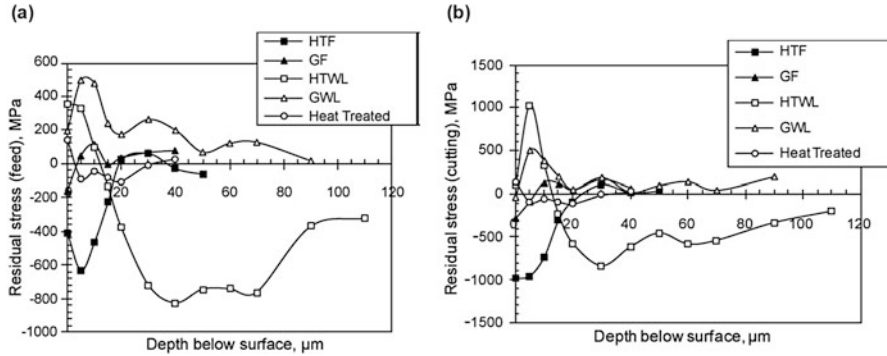 (a)
600
400
200
0
-200
-400
-600
-800
-1000
Residual stress (feed), MPa
20
40
60
80
100
120
Depth below surface, μm
HTF
GF
HTWL
GWL
Heat Treated
(b)
1500
1000
500
0
-500
-1000
-1500
Residual stress (cutting), MPa
0
20
40
60
80
100
120
Depth below surface, μm
HTF
GF
HTWL
GWL
Heat Treated